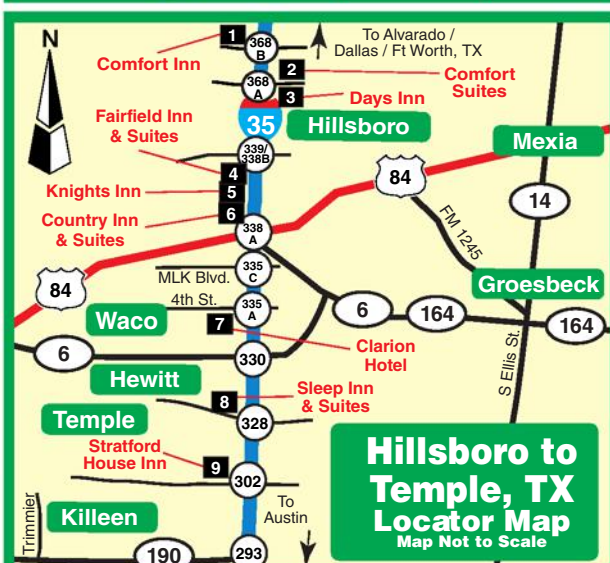 N
1
Comfort Inn
368
B
To Alvarado /
Dallas / Ft Worth, TX
368
A
2
Comfort
Suites
3
Days Inn
35
Hillsboro
Fairfield Inn
& Suites
339/
338B
4
Knights Inn
5
Country Inn
& Suites
6
338
A
84
Mexia
14
FM 1245
84
MLK Blvd.
335
C
4th St.
335
A
Waco
7
Clarion
Hotel
6
164
Groesbeck
164
S Ellis St.
6
330
Hewitt
8
Sleep Inn
& Suites
Temple
328
Stratford
House Inn
9
302
To
Austin
Trimmier
Killeen
190
293
Hillsboro to
Temple, TX
Locator Map
Map Not to Scale